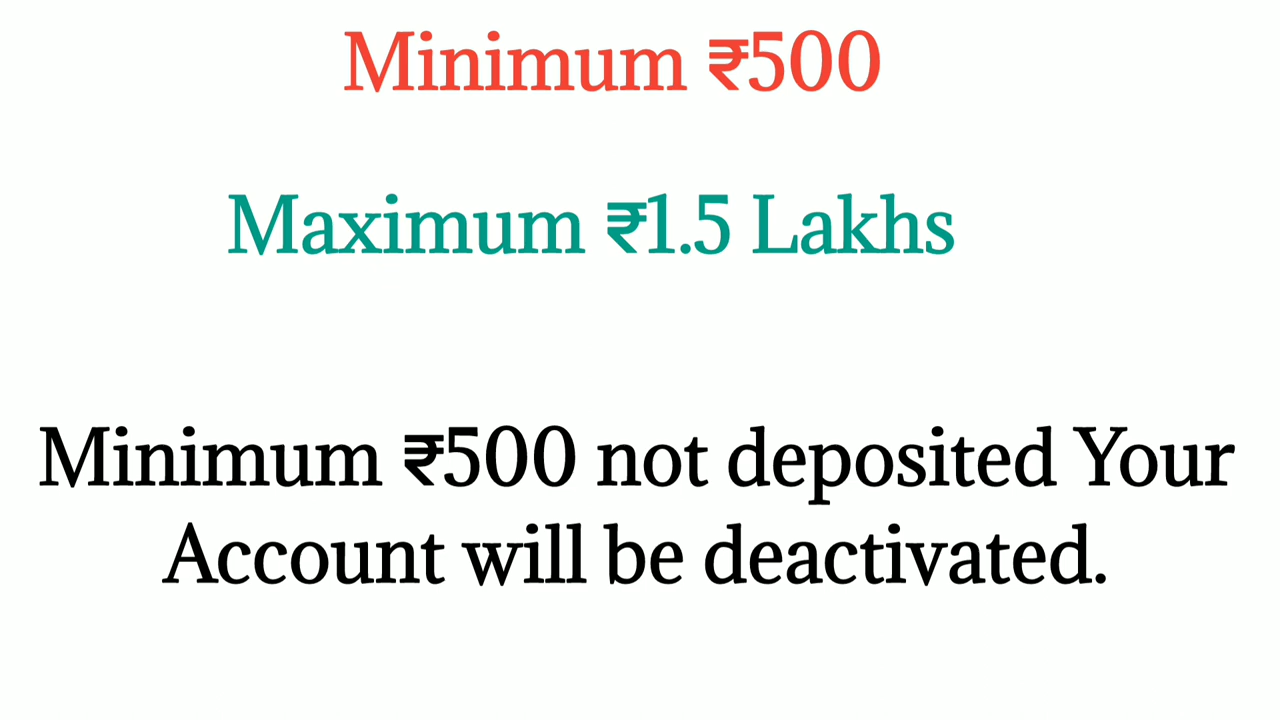 Minimum ₹500
Maximum ₹1.5 Lakhs
Minimum ₹500 not deposited Your
Account will be deactivated.